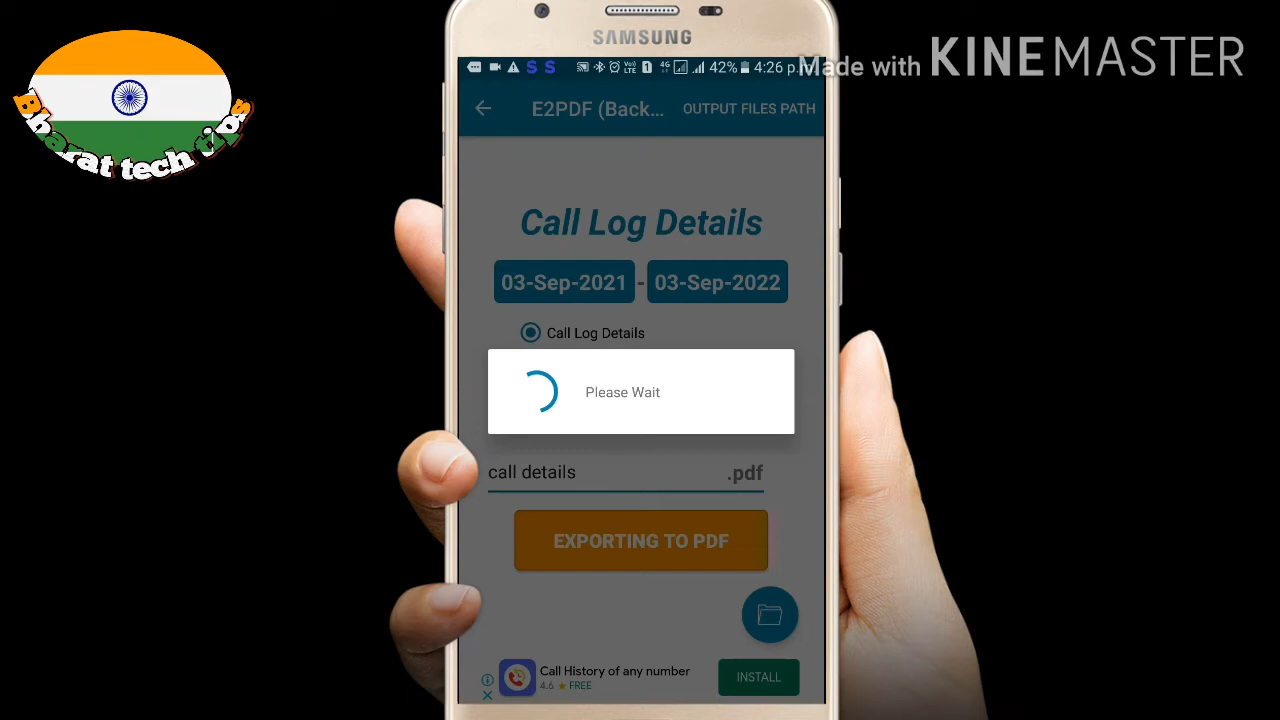 Bharat tech tips
Made with KINEMASTER
SAMSUNG
42% 4:26 p.m.
E2PDF (Back... OUTPUT FILES PATH
Call Log Details
03-Sep-2021 - 03-Sep-2022
Call Log Details
Please Wait
call details .pdf
EXPORTING TO PDF
Call History of any number
4.6 ★ FREE
INSTALL